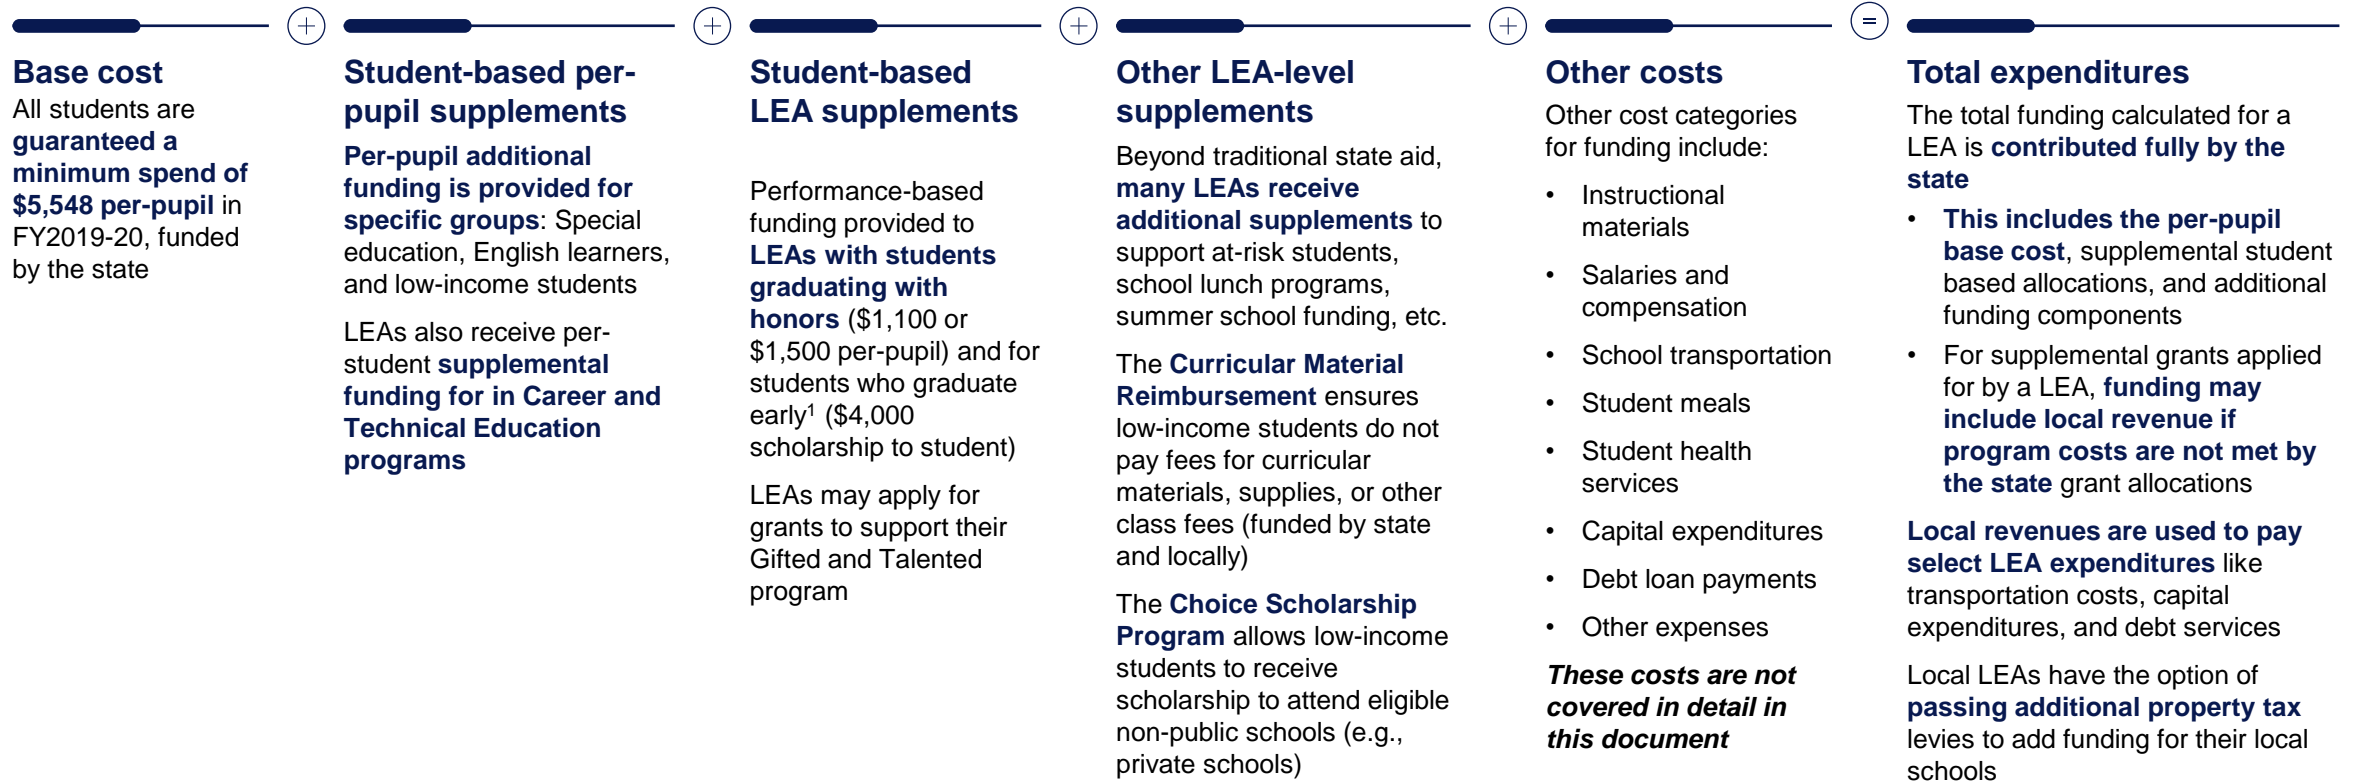 +
+
+
+
=
Base cost
All students are
guaranteed a
minimum spend of
$5,548 per-pupil in
FY2019-20, funded
by the state
Student-based per-
pupil supplements
Per-pupil additional
funding is provided for
specific groups: Special
education, English learners,
and low-income students
LEAs also receive per-
student supplemental
funding for in Career and
Technical Education
programs
Student-based
LEA supplements
Performance-based
funding provided to
LEAs with students
graduating with
honors ($1,100 or
$1,500 per-pupil) and for
students who graduate
early¹ ($4,000
scholarship to student)
LEAs may apply for
grants to support their
Gifted and Talented
program
Other LEA-level
supplements
Beyond traditional state aid,
many LEAs receive
additional supplements to
support at-risk students,
school lunch programs,
summer school funding, etc.
The Curricular Material
Reimbursement ensures
low-income students do not
pay fees for curricular
materials, supplies, or other
class fees (funded by state
and locally)
The Choice Scholarship
Program allows low-income
students to receive
scholarship to attend eligible
non-public schools (e.g.,
private schools)
Other costs
Other cost categories
for funding include:
• Instructional
materials
• Salaries and
compensation
• School transportation
• Student meals
• Student health
services
• Capital expenditures
• Debt loan payments
• Other expenses
These costs are not
covered in detail in
this document
Total expenditures
The total funding calculated for a
LEA is contributed fully by the
state
• This includes the per-pupil
base cost, supplemental student
based allocations, and additional
funding components
• For supplemental grants applied
for by a LEA, funding may
include local revenue if
program costs are not met by
the state grant allocations
Local revenues are used to pay
select LEA expenditures like
transportation costs, capital
expenditures, and debt services
Local LEAs have the option of
passing additional property tax
levies to add funding for their local
schools